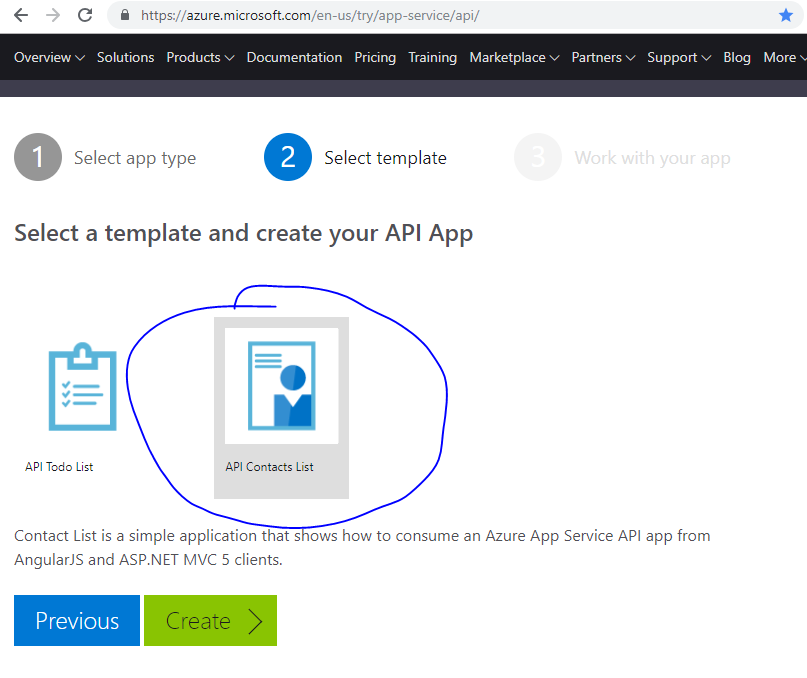 https://azure.microsoft.com/en-us/try/app-service/api/
Overview Solutions Products Documentation Pricing Training Marketplace Partners Support Blog More
1 Select app type 2 Select template 3 Work with your app
Select a template and create your API App
API Todo List API Contacts List
Contact List is a simple application that shows how to consume an Azure App Service API app from
AngularJS and ASP.NET MVC 5 clients.
Previous Create